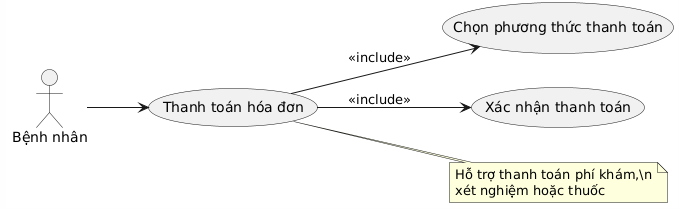 Chọn phương thức thanh toán
«include»
Bệnh nhân
Thanh toán hóa đơn
«include»
Xác nhận thanh toán
Hỗ trợ thanh toán phí khám,\n
xét nghiệm hoặc thuốc